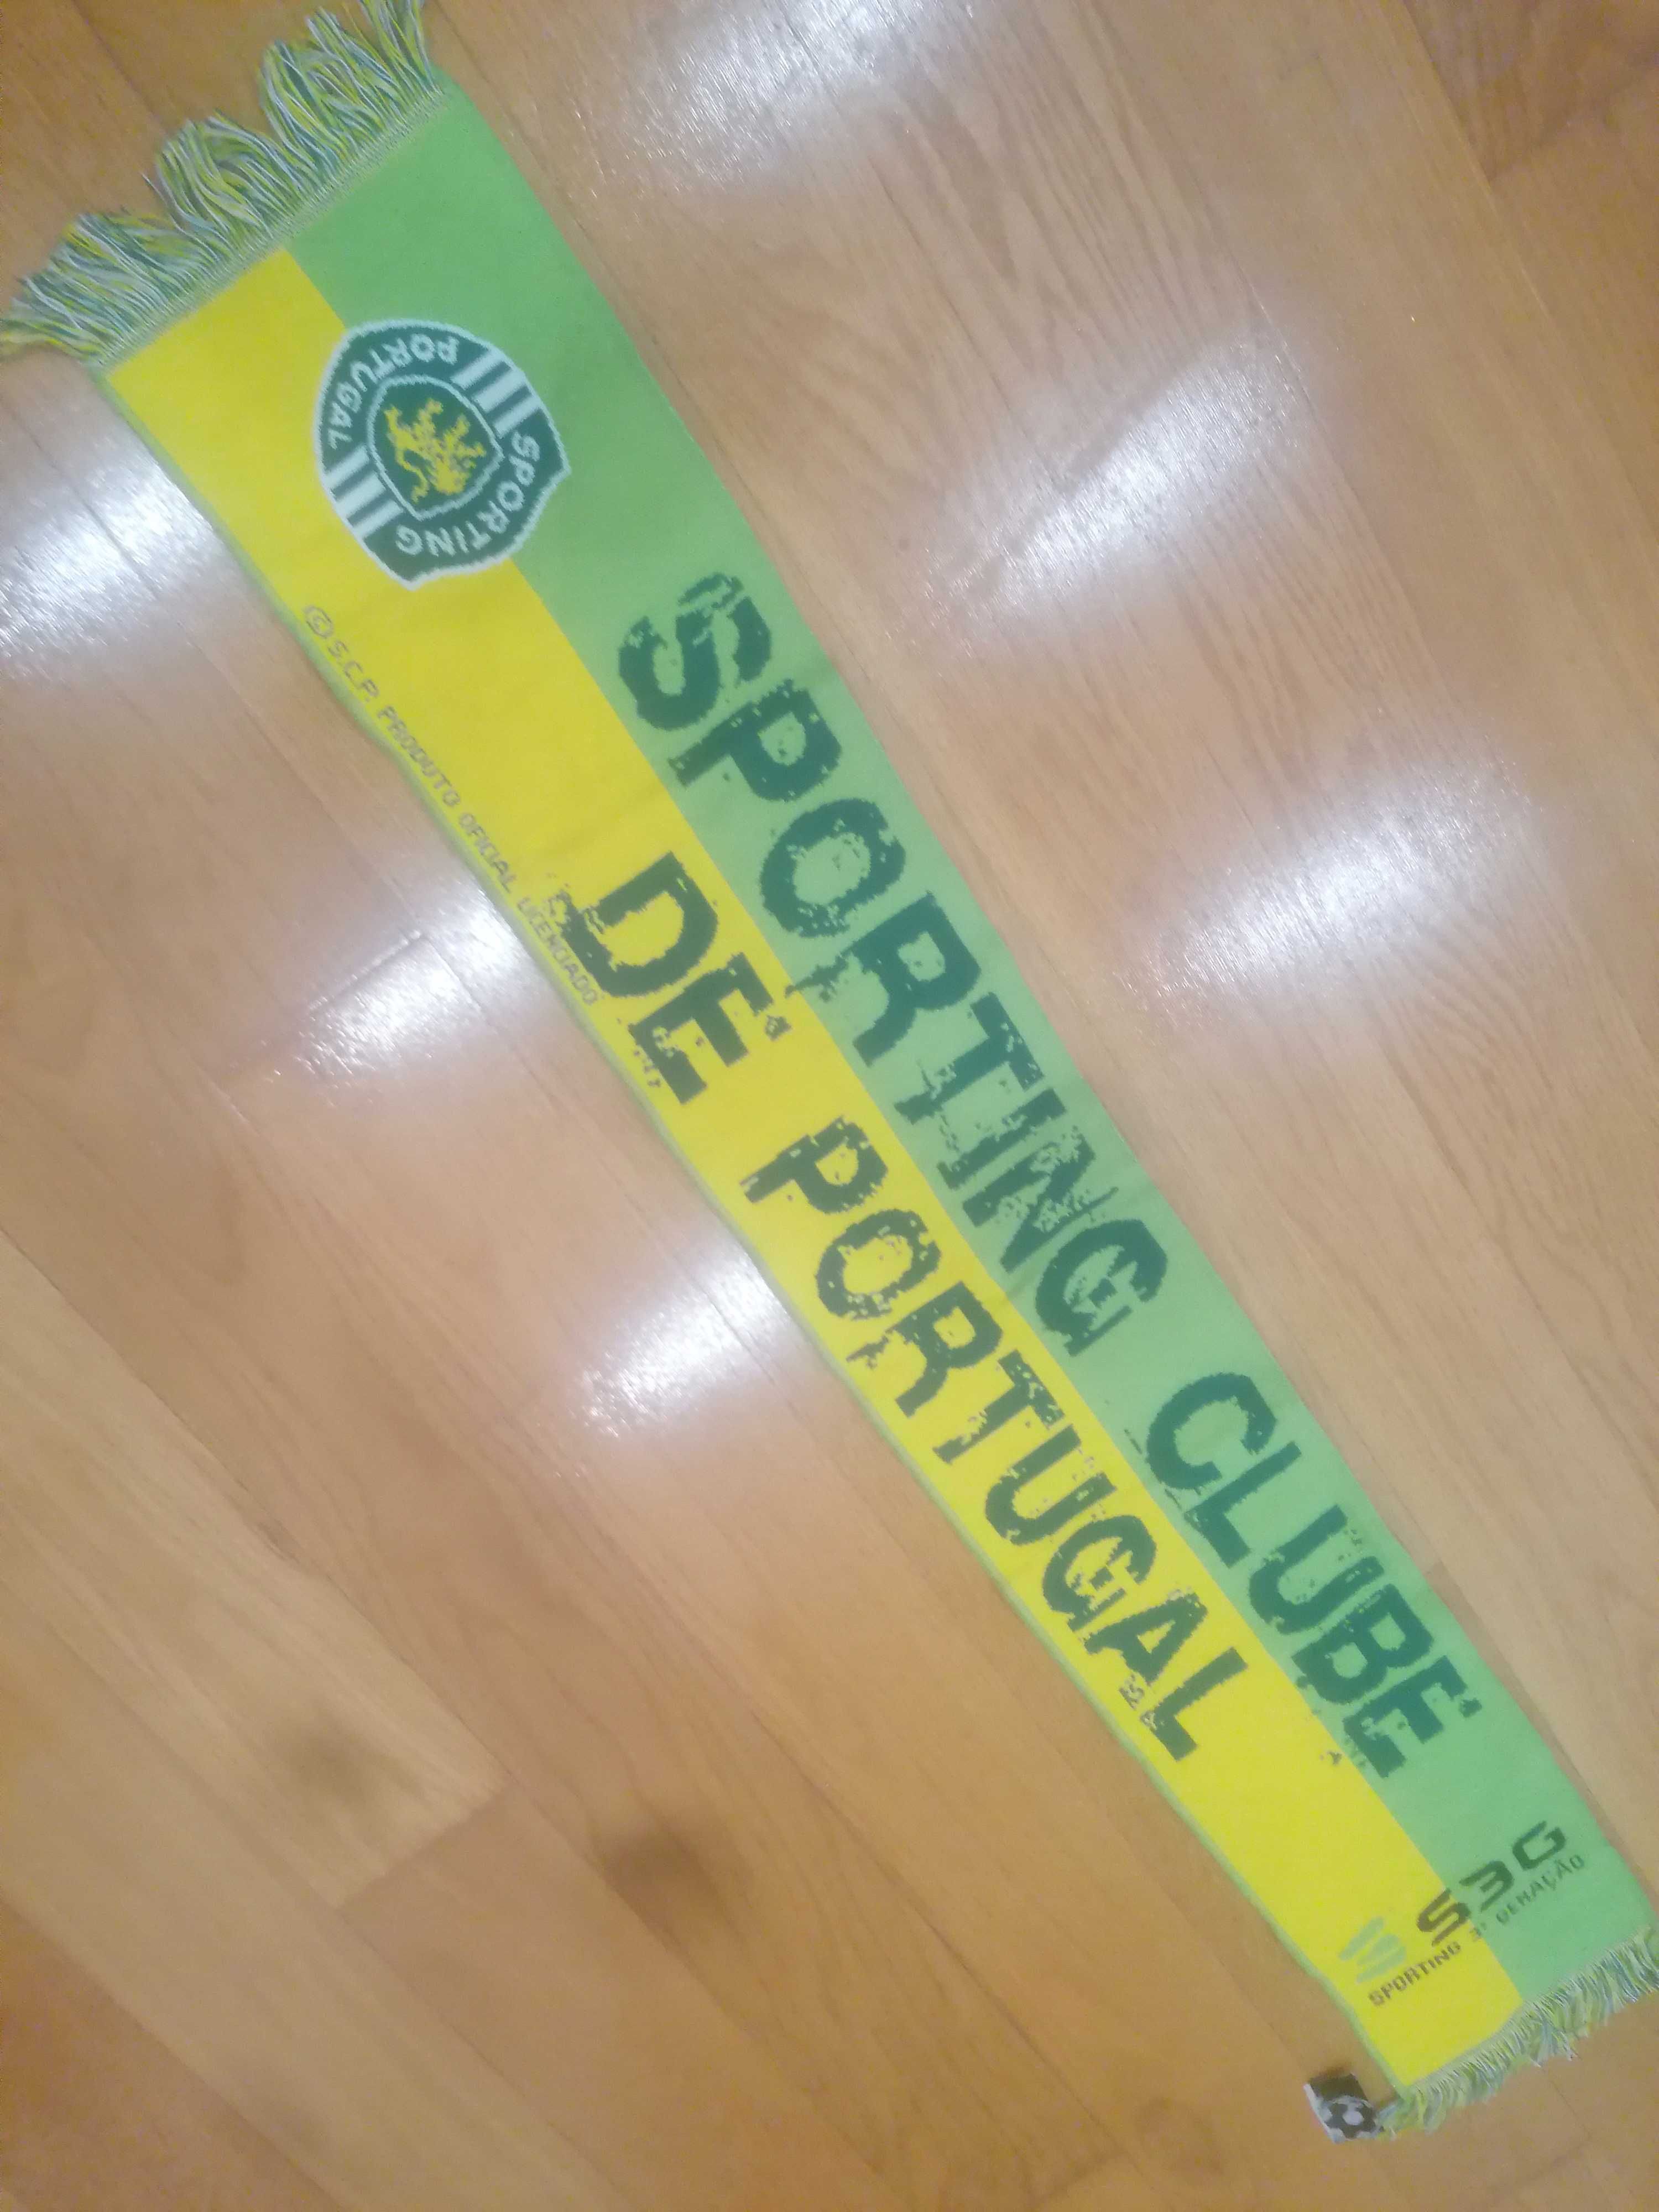 SPORTING
PORTUGAL
SPORTING CLUBE
DE PORTUGAL
© S.C.P. PRODUTO OFICIAL LICENCIADO
S3G
SPORTING 3ª GERAÇÃO